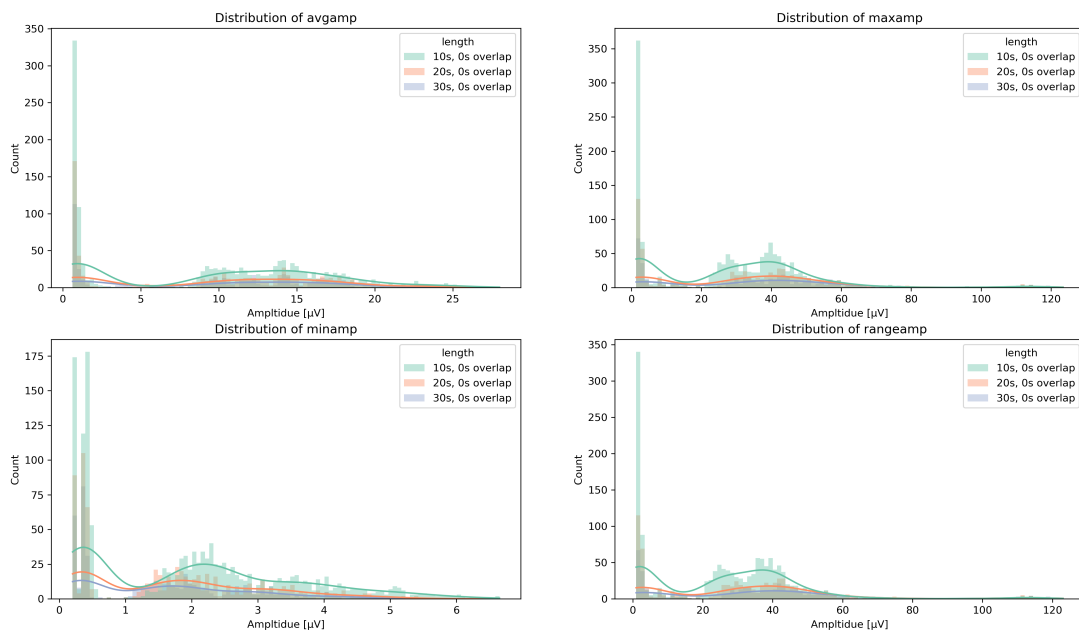 Distribution of avgamp
350
300
250
200
150
100
50
0
Count
0 5 10 15 20 25
Ampltidue [µV]
length
10s, 0s overlap
20s, 0s overlap
30s, 0s overlap
Distribution of maxamp
350
300
250
200
150
100
50
0
Count
0 20 40 60 80 100 120
Ampltidue [µV]
length
10s, 0s overlap
20s, 0s overlap
30s, 0s overlap
Distribution of minamp
175
150
125
100
75
50
25
0
Count
0 1 2 3 4 5 6
Ampltidue [µV]
length
10s, 0s overlap
20s, 0s overlap
30s, 0s overlap
Distribution of rangeamp
350
300
250
200
150
100
50
0
Count
0 20 40 60 80 100 120
Ampltidue [µV]
length
10s, 0s overlap
20s, 0s overlap
30s, 0s overlap